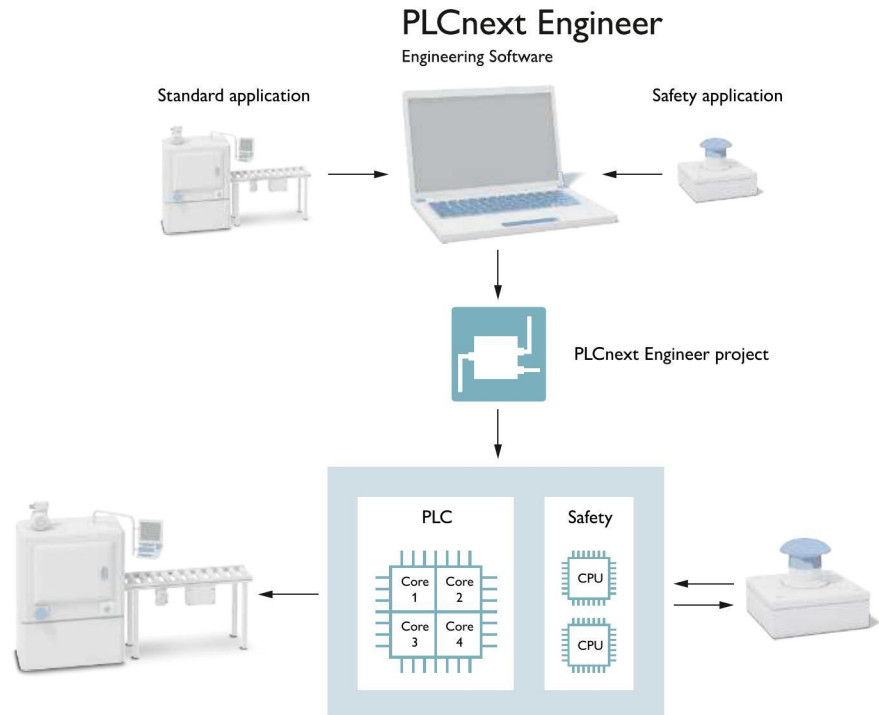 PLCnext Engineer
Engineering Software
Standard application
Safety application
PLCnext Engineer project
PLC
Safety
Core
1
Core
2
Core
3
Core
4
CPU
CPU